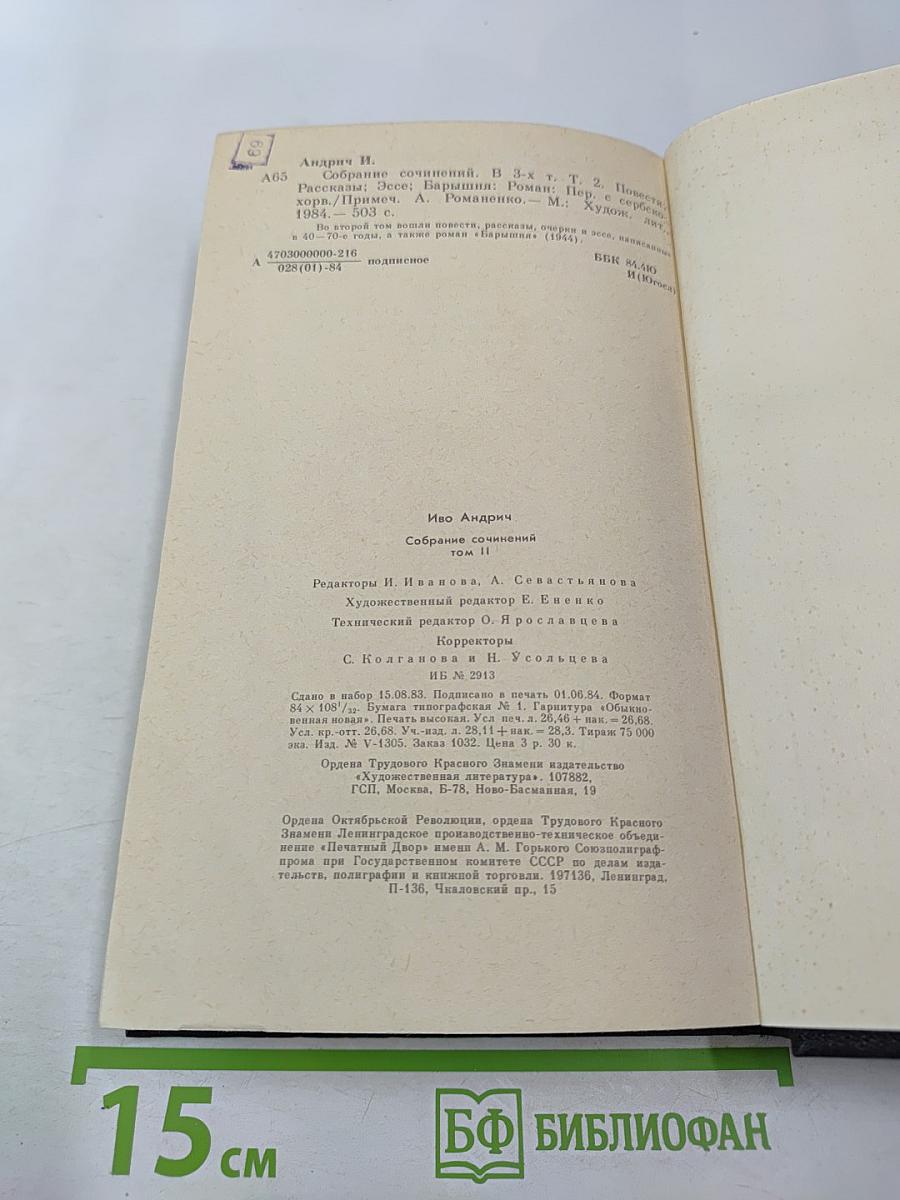 69
Андрич И.
А65 Собрание сочинений. В 3-х т. Т. 2. Повести;
Рассказы; Эссе; Барышня: Роман: Пер. с сербско-
хорв./Примеч. А. Романенко.— М.: Худож. лит.,
1984.— 503 с.
Во второй том вошли повести, рассказы, очерки и эссе, написанные
в 40—70-е годы, а также роман «Барышня» (1944).
А 4703000000-216 подписное ББК 84.4Ю
028(01)-84 И(Югосл)
Иво Андрич
Собрание сочинений
том II
Редакторы И. Иванова, А. Севастьянова
Художественный редактор Е. Ененко
Технический редактор О. Ярославцева
Корректоры
С. Колганова и Н. Усольцева
ИБ № 2913
Сдано в набор 15.08.83. Подписано в печать 01.06.84. Формат
84 × 108¹/₃₂. Бумага типографская № 1. Гарнитура «Обыкно-
венная новая». Печать высокая. Усл печ. л. 26,46 + нак. = 26,68.
Усл. кр.-отт. 26,68. Уч.-изд. л. 28,11 + нак. = 28,3. Тираж 75 000
экз. Изд. № V-1305. Заказ 1032. Цена 3 р. 30 к.
Ордена Трудового Красного Знамени издательство
«Художественная литература». 107882,
ГСП, Москва, Б-78, Ново-Басманная, 19
Ордена Октябрьской Революции, ордена Трудового Красного
Знамени Ленинградское производственно-техническое объеди-
нение «Печатный Двор» имени А. М. Горького Союзполиграф-
прома при Государственном комитете СССР по делам изда-
тельств, полиграфии и книжной торговли. 197136, Ленинград,
П-136, Чкаловский пр., 15
15 см
БФ БИБЛИОФАН